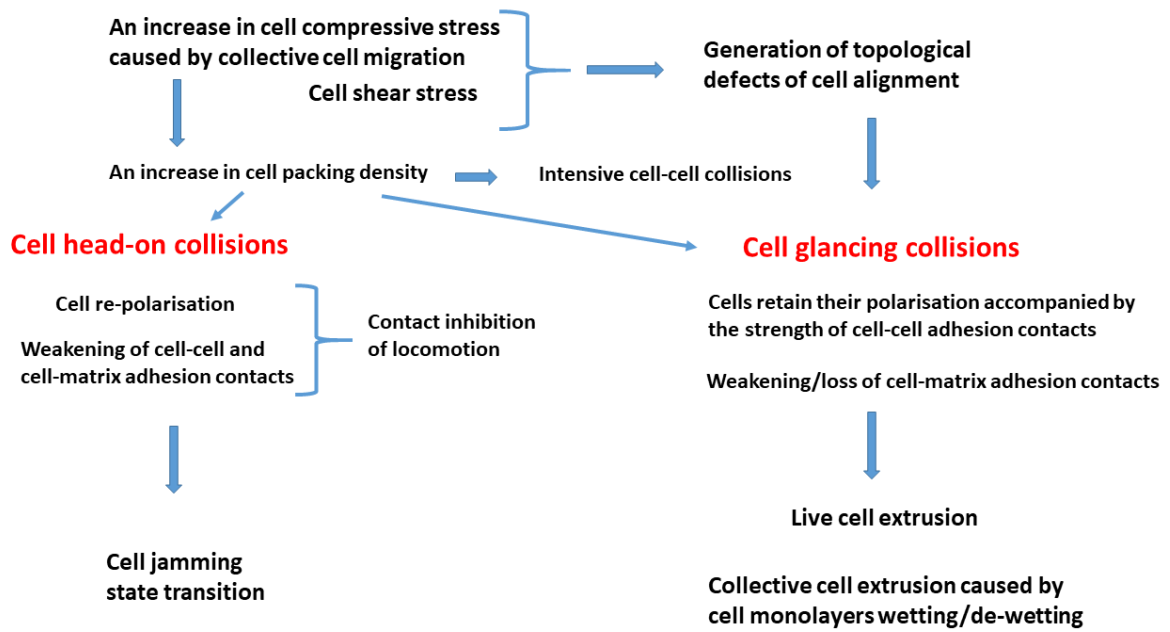 An increase in cell compressive stress
caused by collective cell migration
Cell shear stress
Generation of topological
defects of cell alignment
An increase in cell packing density
Intensive cell-cell collisions
Cell head-on collisions
Cell re-polarisation
Weakening of cell-cell and
cell-matrix adhesion contacts
Contact inhibition
of locomotion
Cell jamming
state transition
Cell glancing collisions
Cells retain their polarisation accompanied by
the strength of cell-cell adhesion contacts
Weakening/loss of cell-matrix adhesion contacts
Live cell extrusion
Collective cell extrusion caused by
cell monolayers wetting/de-wetting